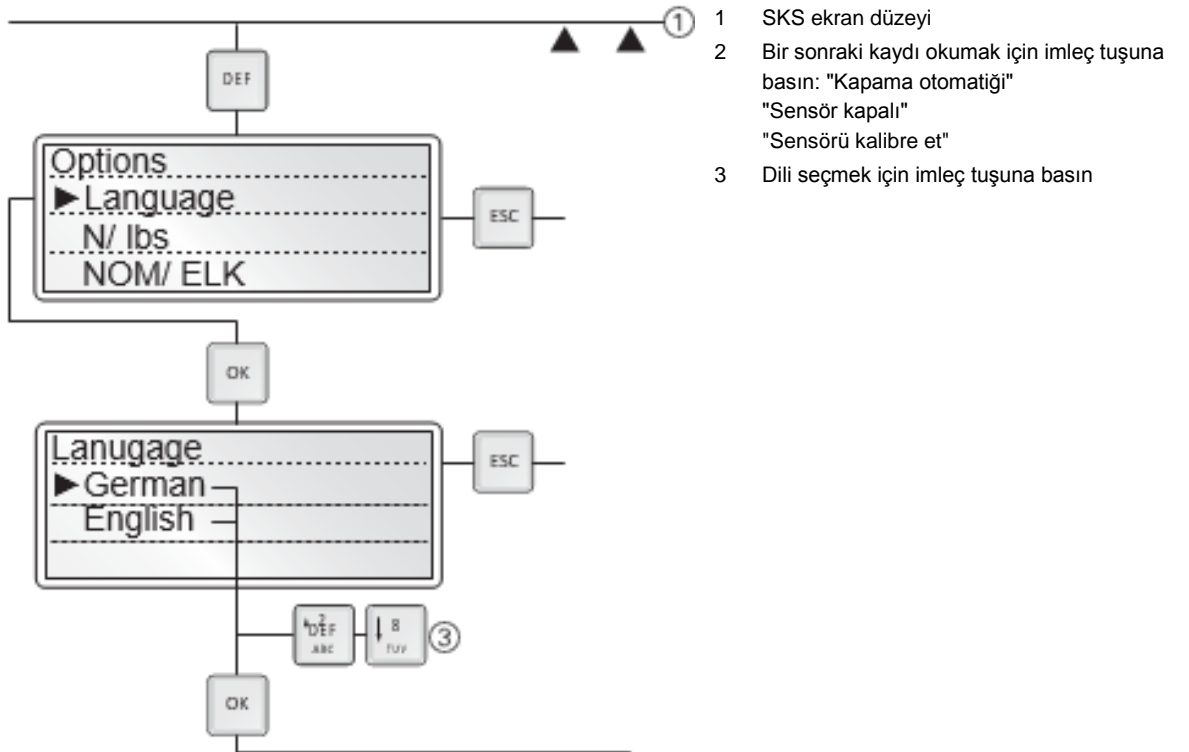 ①
1 SKS ekran düzeyi
2 Bir sonraki kaydı okumak için imleç tuşuna
basın: "Kapama otomatiği"
"Sensör kapalı"
"Sensörü kalibre et"
3 Dili seçmek için imleç tuşuna basın
DEF
Options
►Language
N/ lbs
NOM/ ELK
ESC
OK
Lanugage
►German
English
ESC
2
DEF
ABC
↓ 8
TUV
③
OK